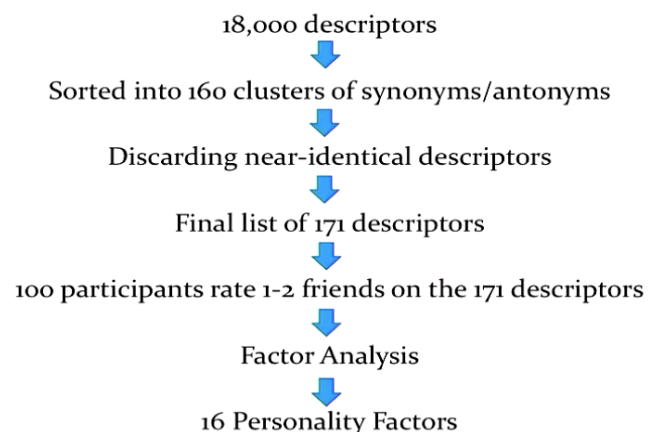 18,000 descriptors
Sorted into 160 clusters of synonyms/antonyms
Discarding near-identical descriptors
Final list of 171 descriptors
100 participants rate 1-2 friends on the 171 descriptors
Factor Analysis
16 Personality Factors